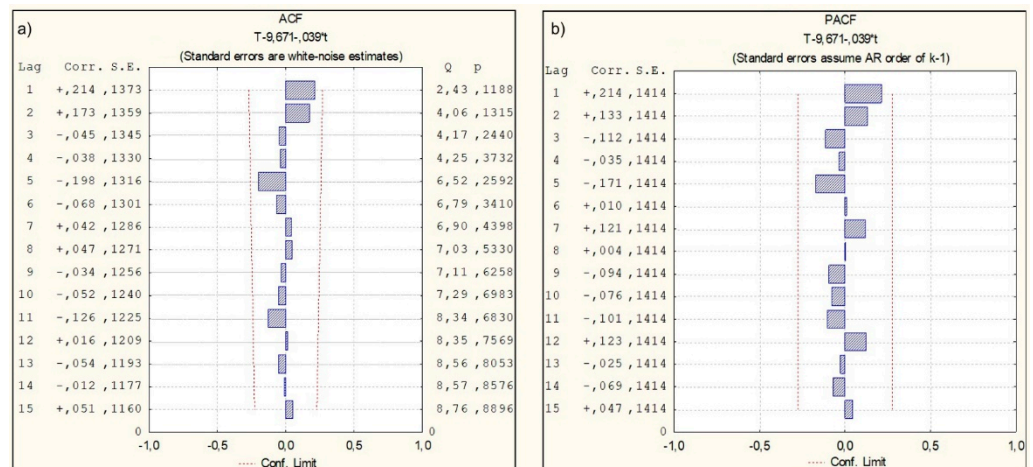 a)
ACF
T-9,671-,039*t
(Standard errors are white-noise estimates)
Lag Corr. S.E. Q p
1 +,214 ,1373 2,43 ,1188
2 +,173 ,1359 4,06 ,1315
3 -,045 ,1345 4,17 ,2440
4 -,038 ,1330 4,25 ,3732
5 -,198 ,1316 6,52 ,2592
6 -,068 ,1301 6,79 ,3410
7 +,042 ,1286 6,90 ,4398
8 +,047 ,1271 7,03 ,5330
9 -,034 ,1256 7,11 ,6258
10 -,052 ,1240 7,29 ,6983
11 -,126 ,1225 8,34 ,6830
12 +,016 ,1209 8,35 ,7569
13 -,054 ,1193 8,56 ,8053
14 -,012 ,1177 8,57 ,8576
15 +,051 ,1160 8,76 ,8896
0 0
-1,0 -0,5 0,0 0,5 1,0
Conf. Limit
b)
PACF
T-9,671-,039*t
(Standard errors assume AR order of k-1)
Lag Corr. S.E.
1 +,214 ,1414
2 +,133 ,1414
3 -,112 ,1414
4 -,035 ,1414
5 -,171 ,1414
6 +,010 ,1414
7 +,121 ,1414
8 +,004 ,1414
9 -,094 ,1414
10 -,076 ,1414
11 -,101 ,1414
12 +,123 ,1414
13 -,025 ,1414
14 -,069 ,1414
15 +,047 ,1414
0
-1,0 -0,5 0,0 0,5 1,0
Conf. Limit